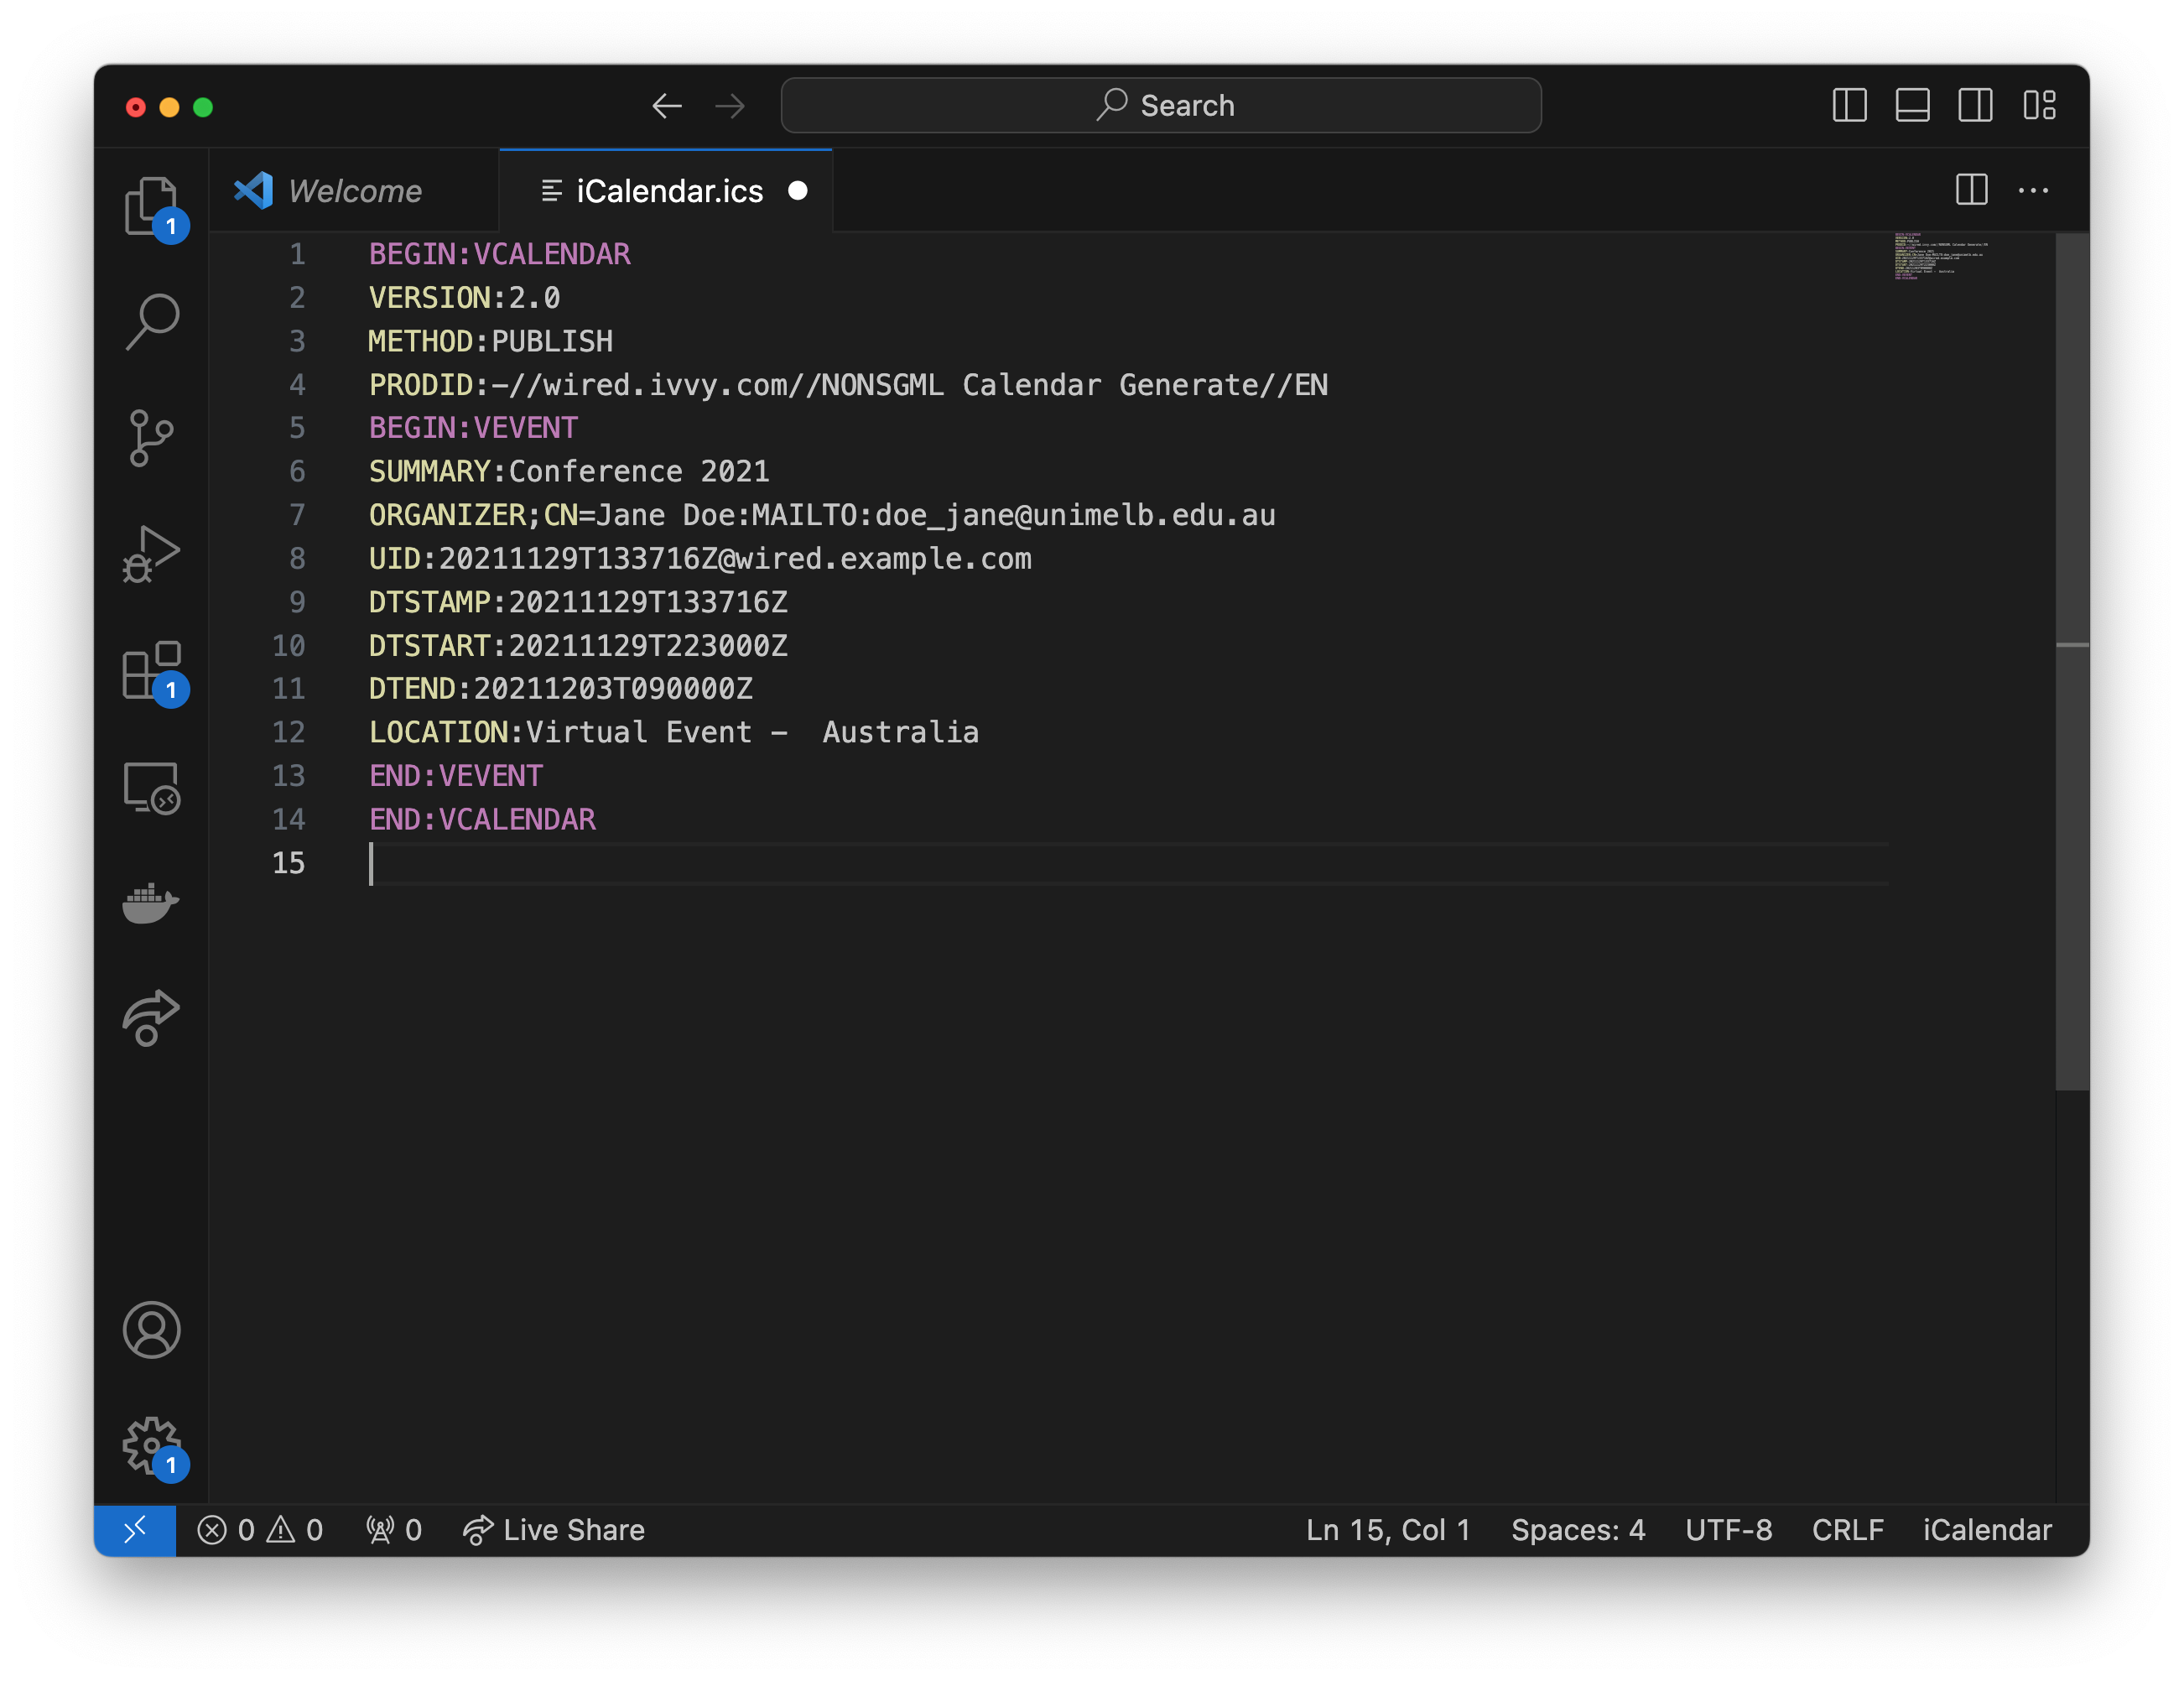 Search
Welcome
iCalendar.ics
1 BEGIN:VCALENDAR
2 VERSION:2.0
3 METHOD:PUBLISH
4 PRODID:-//wired.ivvy.com//NONSGML Calendar Generate//EN
5 BEGIN:VEVENT
6 SUMMARY:Conference 2021
7 ORGANIZER;CN=Jane Doe:MAILTO:doe_jane@unimelb.edu.au
8 UID:20211129T133716Z@wired.example.com
9 DTSTAMP:20211129T133716Z
10 DTSTART:20211129T223000Z
11 DTEND:20211203T090000Z
12 LOCATION:Virtual Event -  Australia
13 END:VEVENT
14 END:VCALENDAR
15
1
1
1
0 0 0 Live Share Ln 15, Col 1 Spaces: 4 UTF-8 CRLF iCalendar